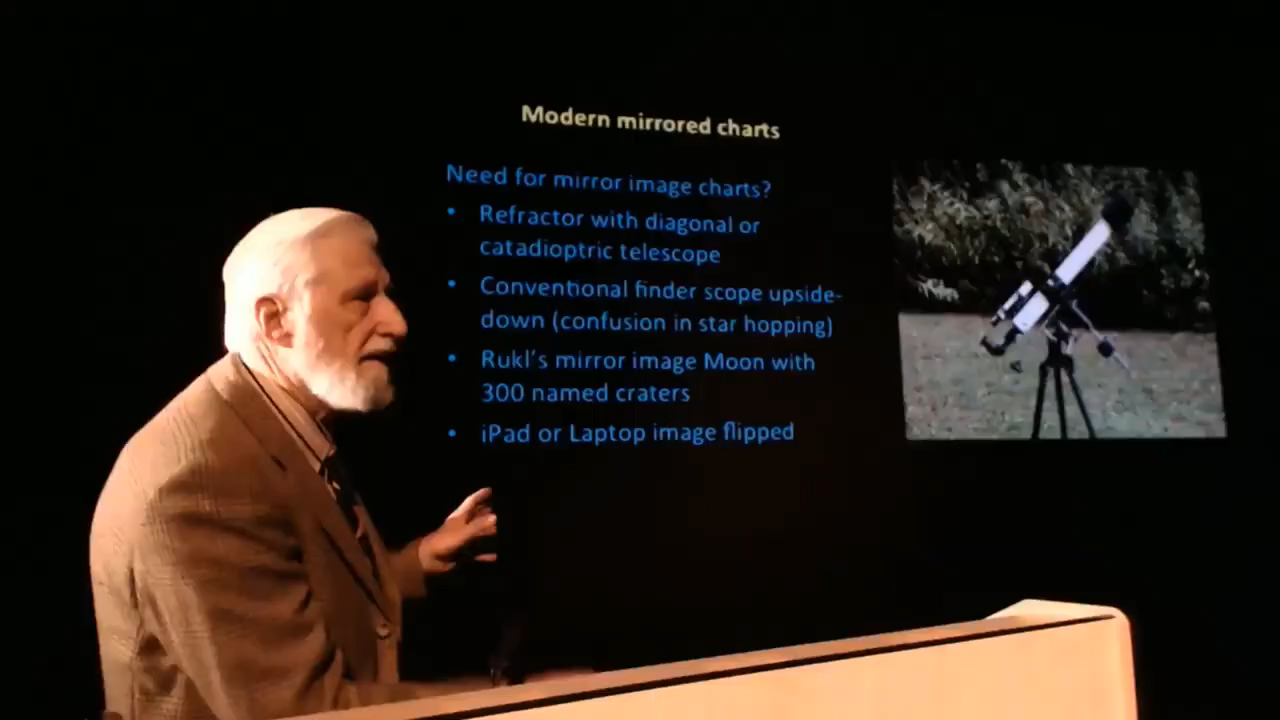 Modern mirrored charts
Need for mirror image charts?
• Refractor with diagonal or
catadioptric telescope
• Conventional finder scope upside-
down (confusion in star hopping)
• Rukl's mirror image Moon with
300 named craters
• iPad or Laptop image flipped